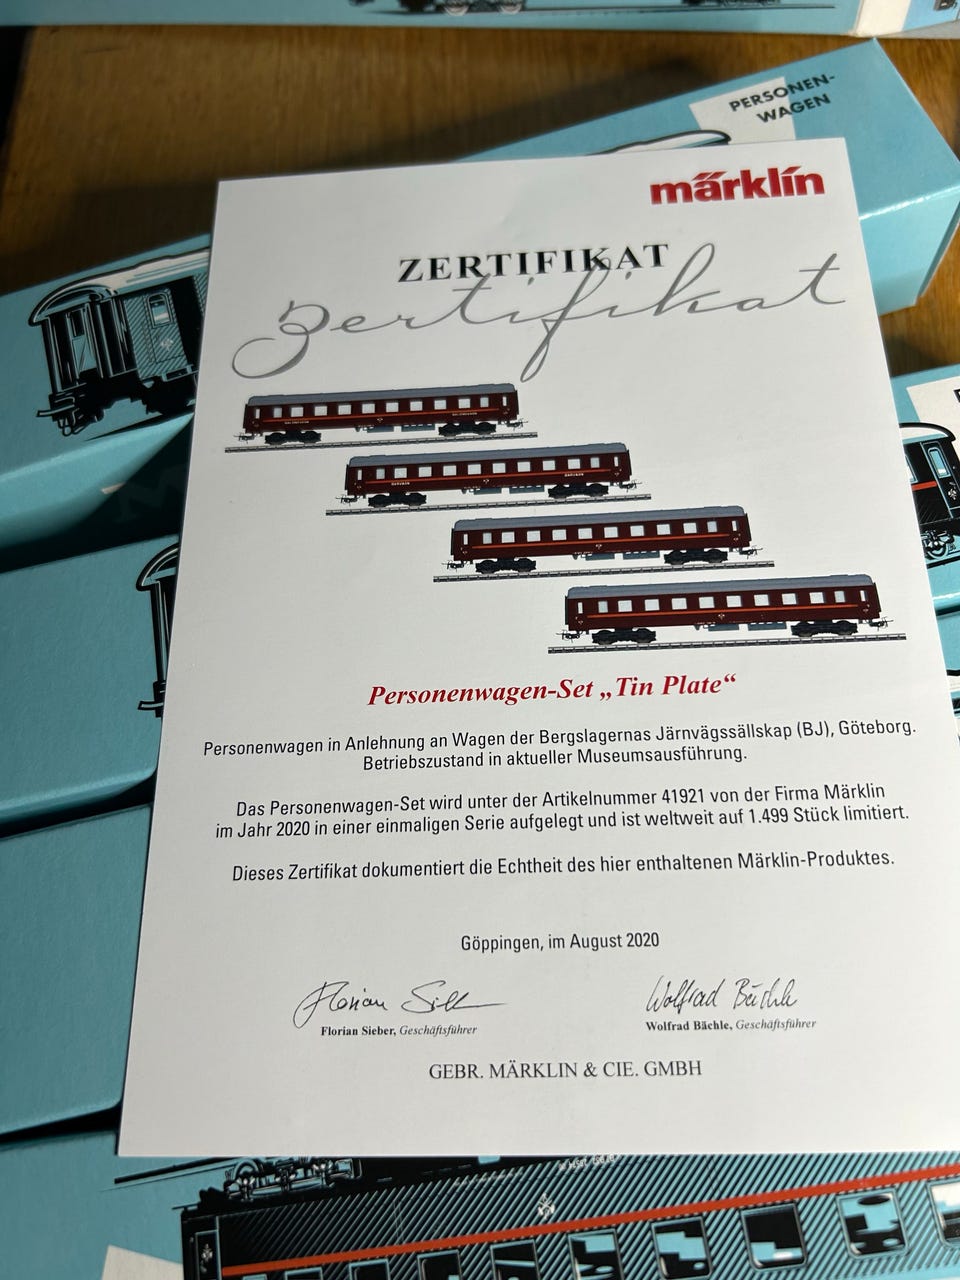 PERSONEN-
WAGEN
märklin
ZERTIFIKAT
Zertifikat
Personenwagen-Set „Tin Plate“
Personenwagen in Anlehnung an Wagen der Bergslagernas Järnvägssällskap (BJ), Göteborg.
Betriebszustand in aktueller Museumsausführung.
Das Personenwagen-Set wird unter der Artikelnummer 41921 von der Firma Märklin
im Jahr 2020 in einer einmaligen Serie aufgelegt und ist weltweit auf 1.499 Stück limitiert.
Dieses Zertifikat dokumentiert die Echtheit des hier enthaltenen Märklin-Produktes.
Göppingen, im August 2020
Florian Sieber, Geschäftsführer
Wolfrad Bächle
Wolfrad Bächle, Geschäftsführer
GEBR. MÄRKLIN & CIE. GMBH